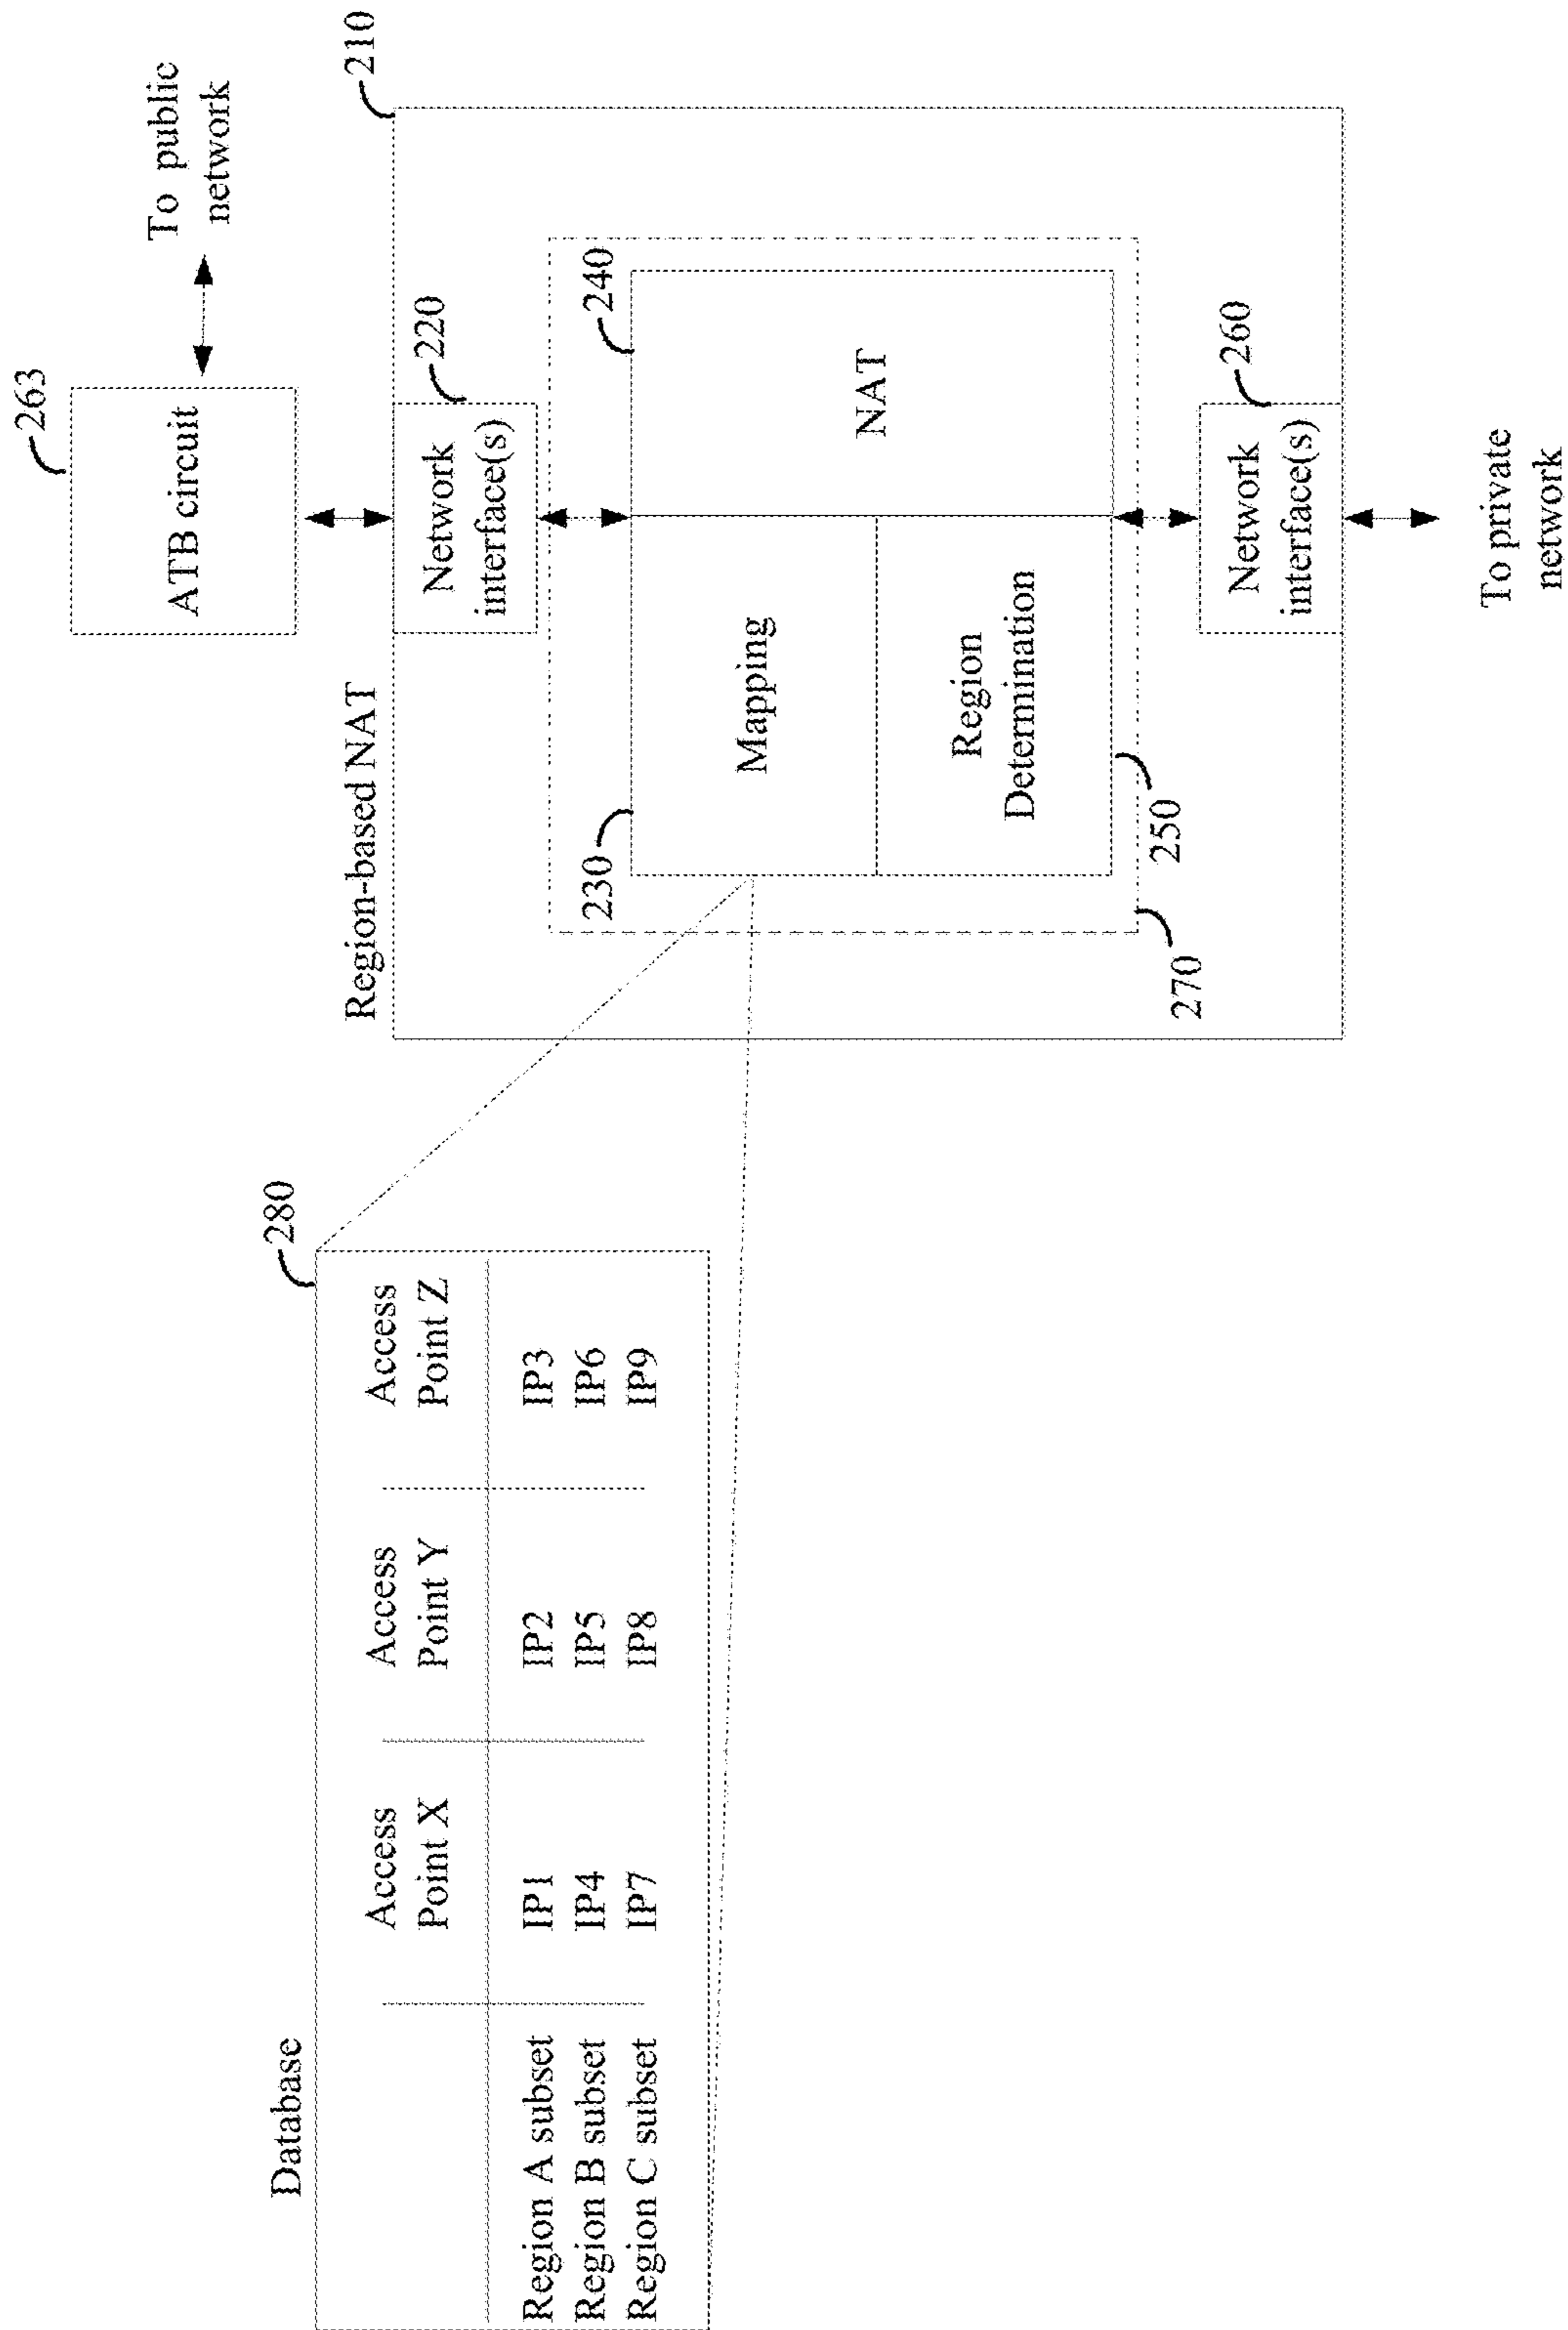 263
ATB circuit
To public
network
210
Region-based NAT
Network
interface(s)
220
230
Mapping
240
NAT
Region
Determination
250
270
Network
interface(s)
260
To private
network
Database
280
Access
Point X
Access
Point Y
Access
Point Z
Region A subset
IP1
IP2
IP3
Region B subset
IP4
IP5
IP6
Region C subset
IP7
IP8
IP9